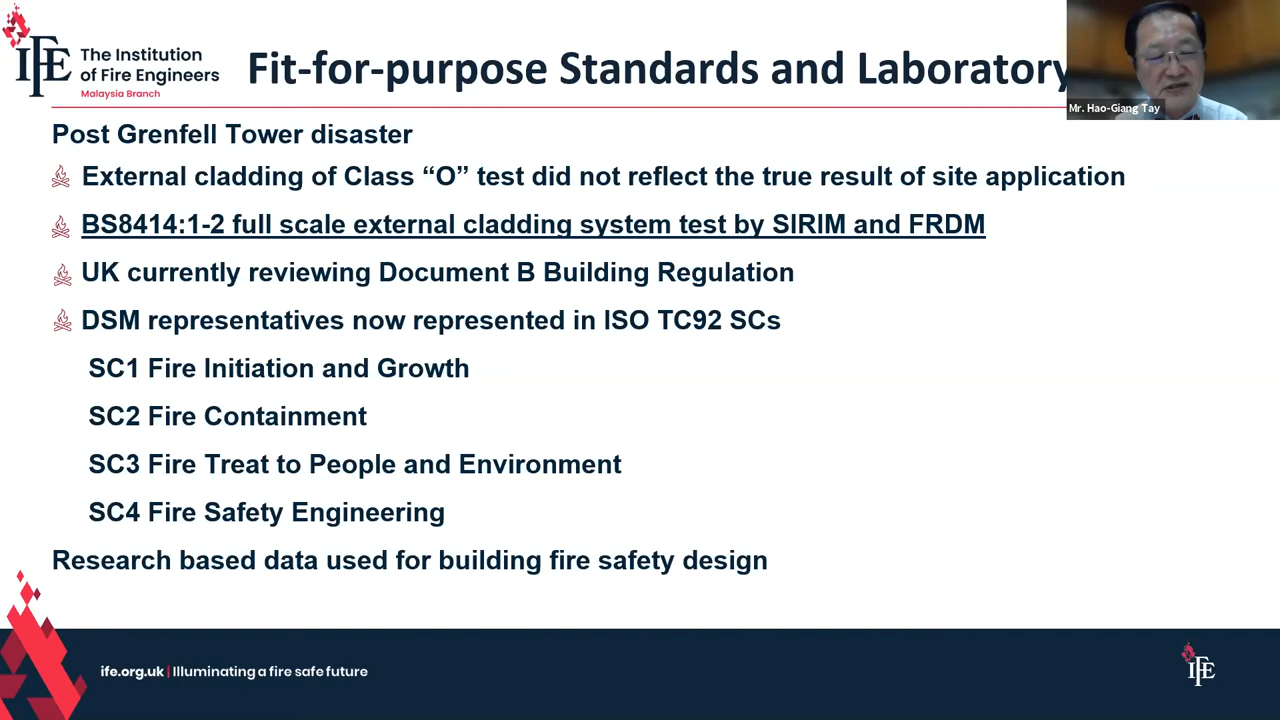 IFE
The Institution
of Fire Engineers
Malaysia Branch
Fit-for-purpose Standards and Laboratory
Mr. Hao-Giang Tay
Post Grenfell Tower disaster
External cladding of Class “O” test did not reflect the true result of site application
BS8414:1-2 full scale external cladding system test by SIRIM and FRDM
UK currently reviewing Document B Building Regulation
DSM representatives now represented in ISO TC92 SCs
SC1 Fire Initiation and Growth
SC2 Fire Containment
SC3 Fire Treat to People and Environment
SC4 Fire Safety Engineering
Research based data used for building fire safety design
ife.org.uk | Illuminating a fire safe future
IFE